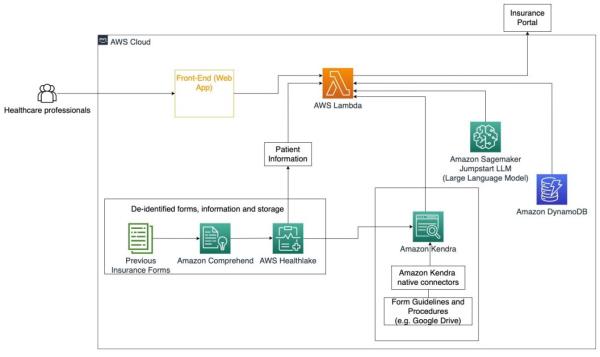 Insurance
Portal
AWS Cloud
Front-End (Web
App)
Healthcare professionals
AWS Lambda
Patient
Information
Amazon Sagemaker
Jumpstart LLM
(Large Language Model)
Amazon DynamoDB
De-identified forms, information and storage
Previous
Insurance Forms
Amazon Comprehend
AWS Healthlake
Amazon Kendra
Amazon Kendra
native connectors
Form Guidelines and
Procedures
(e.g. Google Drive)